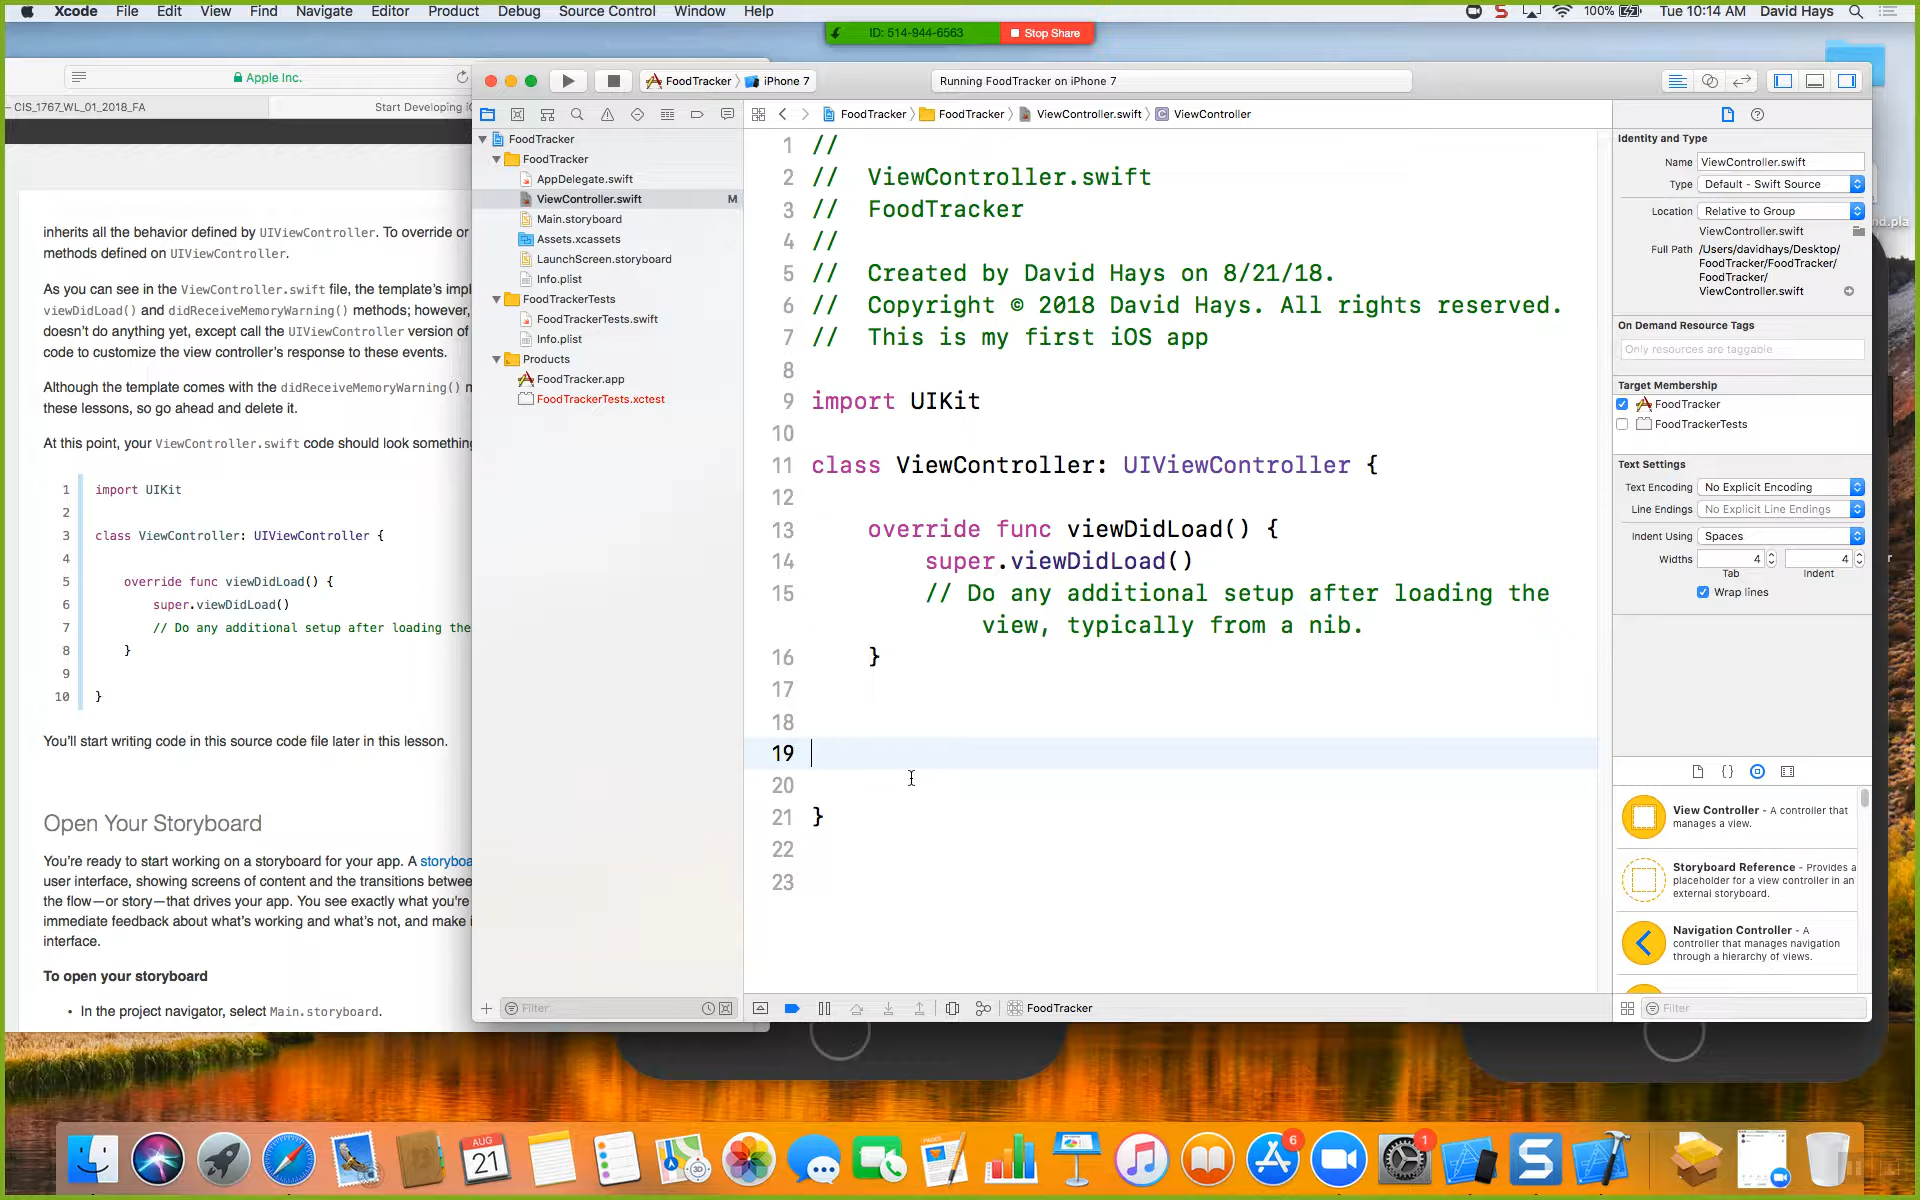 Xcode File Edit View Find Navigate Editor Product Debug Source Control Window Help
100% Tue 10:14 AM David Hays
ID: 514-944-6563 Stop Share
Apple Inc.
CIS_1767_WL_01_2018_FA
Start Developing
inherits all the behavior defined by UIViewController. To override or
methods defined on UIViewController.
As you can see in the ViewController.swift file, the template's impl
viewDidLoad() and didReceiveMemoryWarning() methods; however,
doesn't do anything yet, except call the UIViewController version of
code to customize the view controller's response to these events.
Although the template comes with the didReceiveMemoryWarning()
these lessons, so go ahead and delete it.
At this point, your ViewController.swift code should look something
1 import UIKit
2
3 class ViewController: UIViewController {
4
5 override func viewDidLoad() {
6 super.viewDidLoad()
7 // Do any additional setup after loading the
8 }
9
10 }
You'll start writing code in this source code file later in this lesson.
Open Your Storyboard
You're ready to start working on a storyboard for your app. A storyboa
user interface, showing screens of content and the transitions betwee
the flow—or story—that drives your app. You see exactly what you're
immediate feedback about what's working and what's not, and make
interface.
To open your storyboard
• In the project navigator, select Main.storyboard.
FoodTracker iPhone 7
Running FoodTracker on iPhone 7
FoodTracker
FoodTracker
AppDelegate.swift
ViewController.swift M
Main.storyboard
Assets.xcassets
LaunchScreen.storyboard
Info.plist
FoodTrackerTests
FoodTrackerTests.swift
Info.plist
Products
FoodTracker.app
FoodTrackerTests.xctest
Filter
FoodTracker FoodTracker ViewController.swift C ViewController
1 //
2 // ViewController.swift
3 // FoodTracker
4 //
5 // Created by David Hays on 8/21/18.
6 // Copyright © 2018 David Hays. All rights reserved.
7 // This is my first iOS app
8
9 import UIKit
10
11 class ViewController: UIViewController {
12
13 override func viewDidLoad() {
14 super.viewDidLoad()
15 // Do any additional setup after loading the
view, typically from a nib.
16 }
17
18
19
20
21 }
22
23
FoodTracker
Identity and Type
Name ViewController.swift
Type Default - Swift Source
Location Relative to Group
ViewController.swift
Full Path /Users/davidhays/Desktop/
FoodTracker/FoodTracker/
FoodTracker/
ViewController.swift
On Demand Resource Tags
Only resources are taggable
Target Membership
FoodTracker
FoodTrackerTests
Text Settings
Text Encoding No Explicit Encoding
Line Endings No Explicit Line Endings
Indent Using Spaces
Widths 4 4
Tab Indent
Wrap lines
View Controller - A controller that
manages a view.
Storyboard Reference - Provides a
placeholder for a view controller in an
external storyboard.
Navigation Controller - A
controller that manages navigation
through a hierarchy of views.
Filter
nd.pla
AUG
21
3D
PAGES
6
1